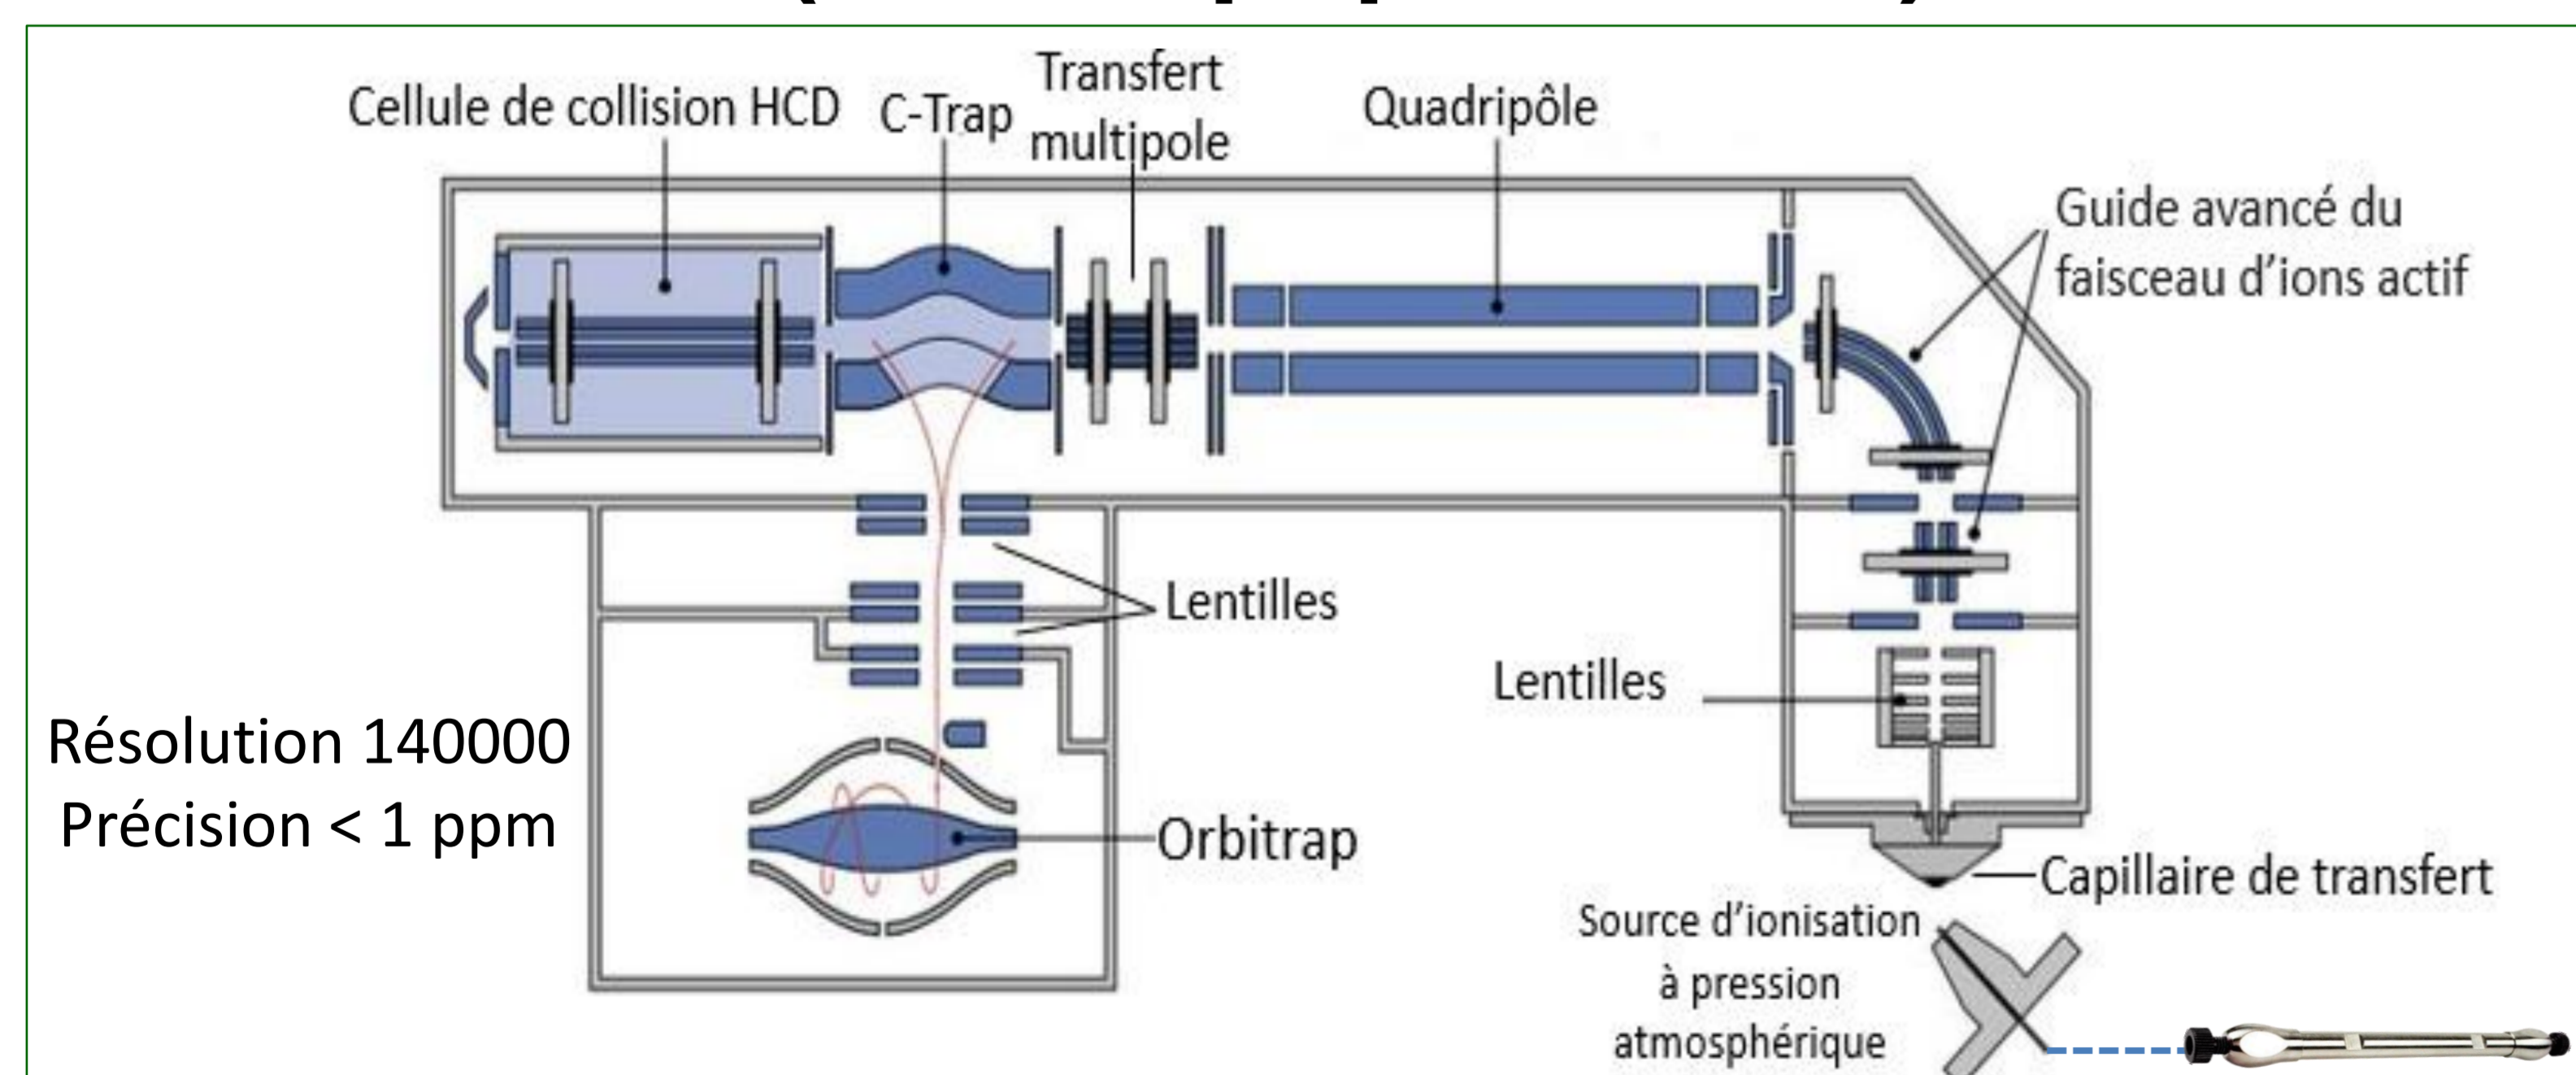 Cellule de collision HCD
C-Trap
Transfert
multipole
Quadripôle
Guide avancé du
faisceau d'ions actif
Lentilles
Lentilles
Résolution 140000
Précision < 1 ppm
Orbitrap
Capillaire de transfert
Source d'ionisation
à pression
atmosphérique